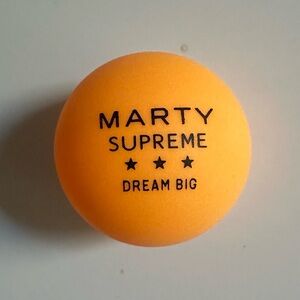 MARTY
SUPREME
★ ★ ★
DREAM BIG